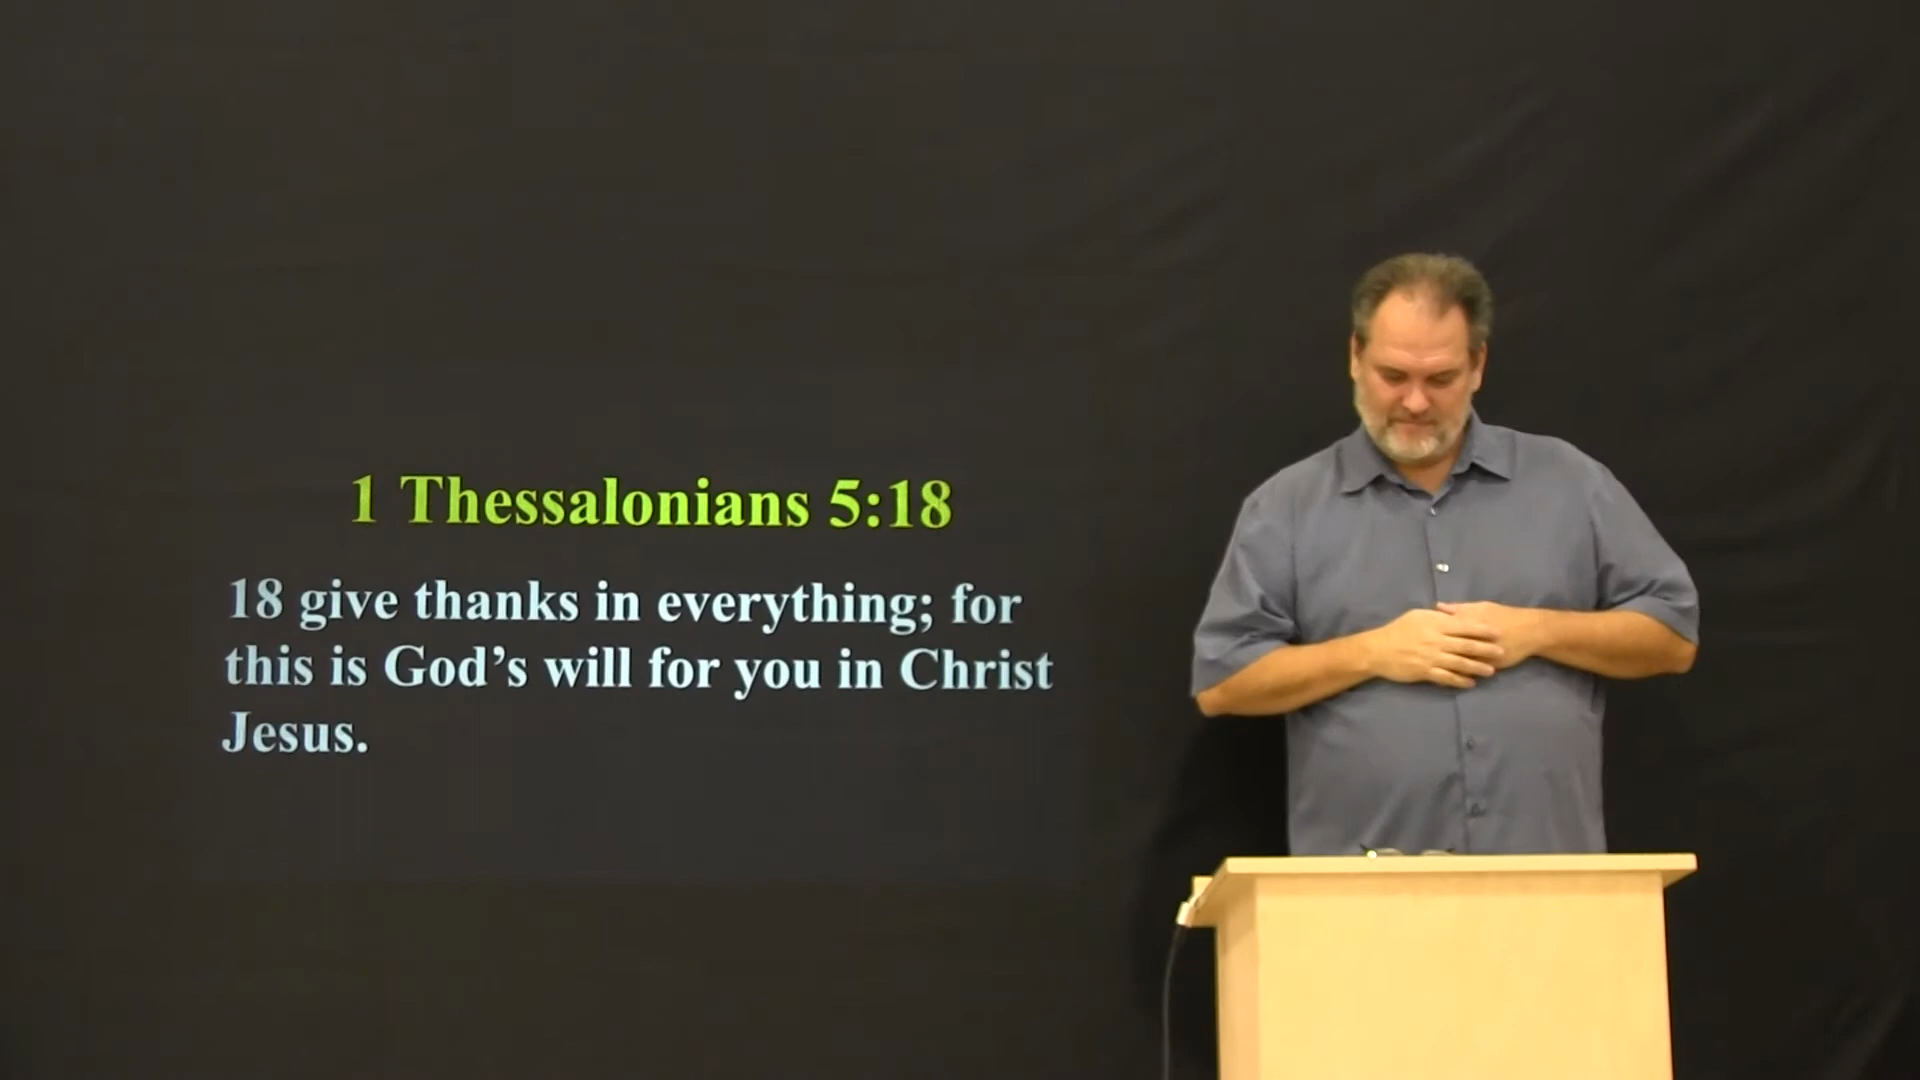 1 Thessalonians 5:18
18 give thanks in everything; for
this is God’s will for you in Christ
Jesus.